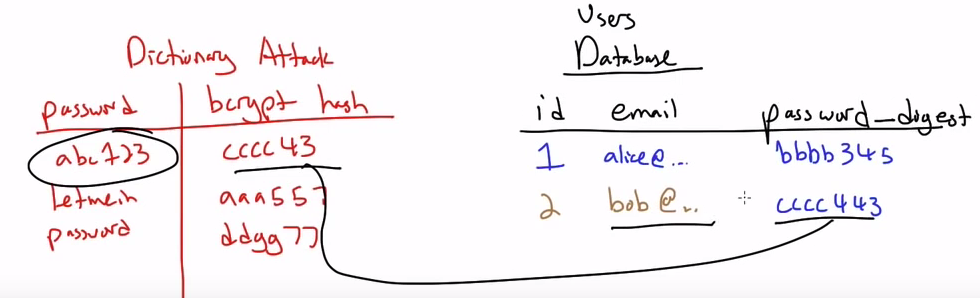 Dictionary Attack
password bcrypt hash
abc123 cccc43
letmein aaa557
password ddgg77
Users
Database
id email password_digest
1 alice@... bbbb345
2 bob@... cccc443